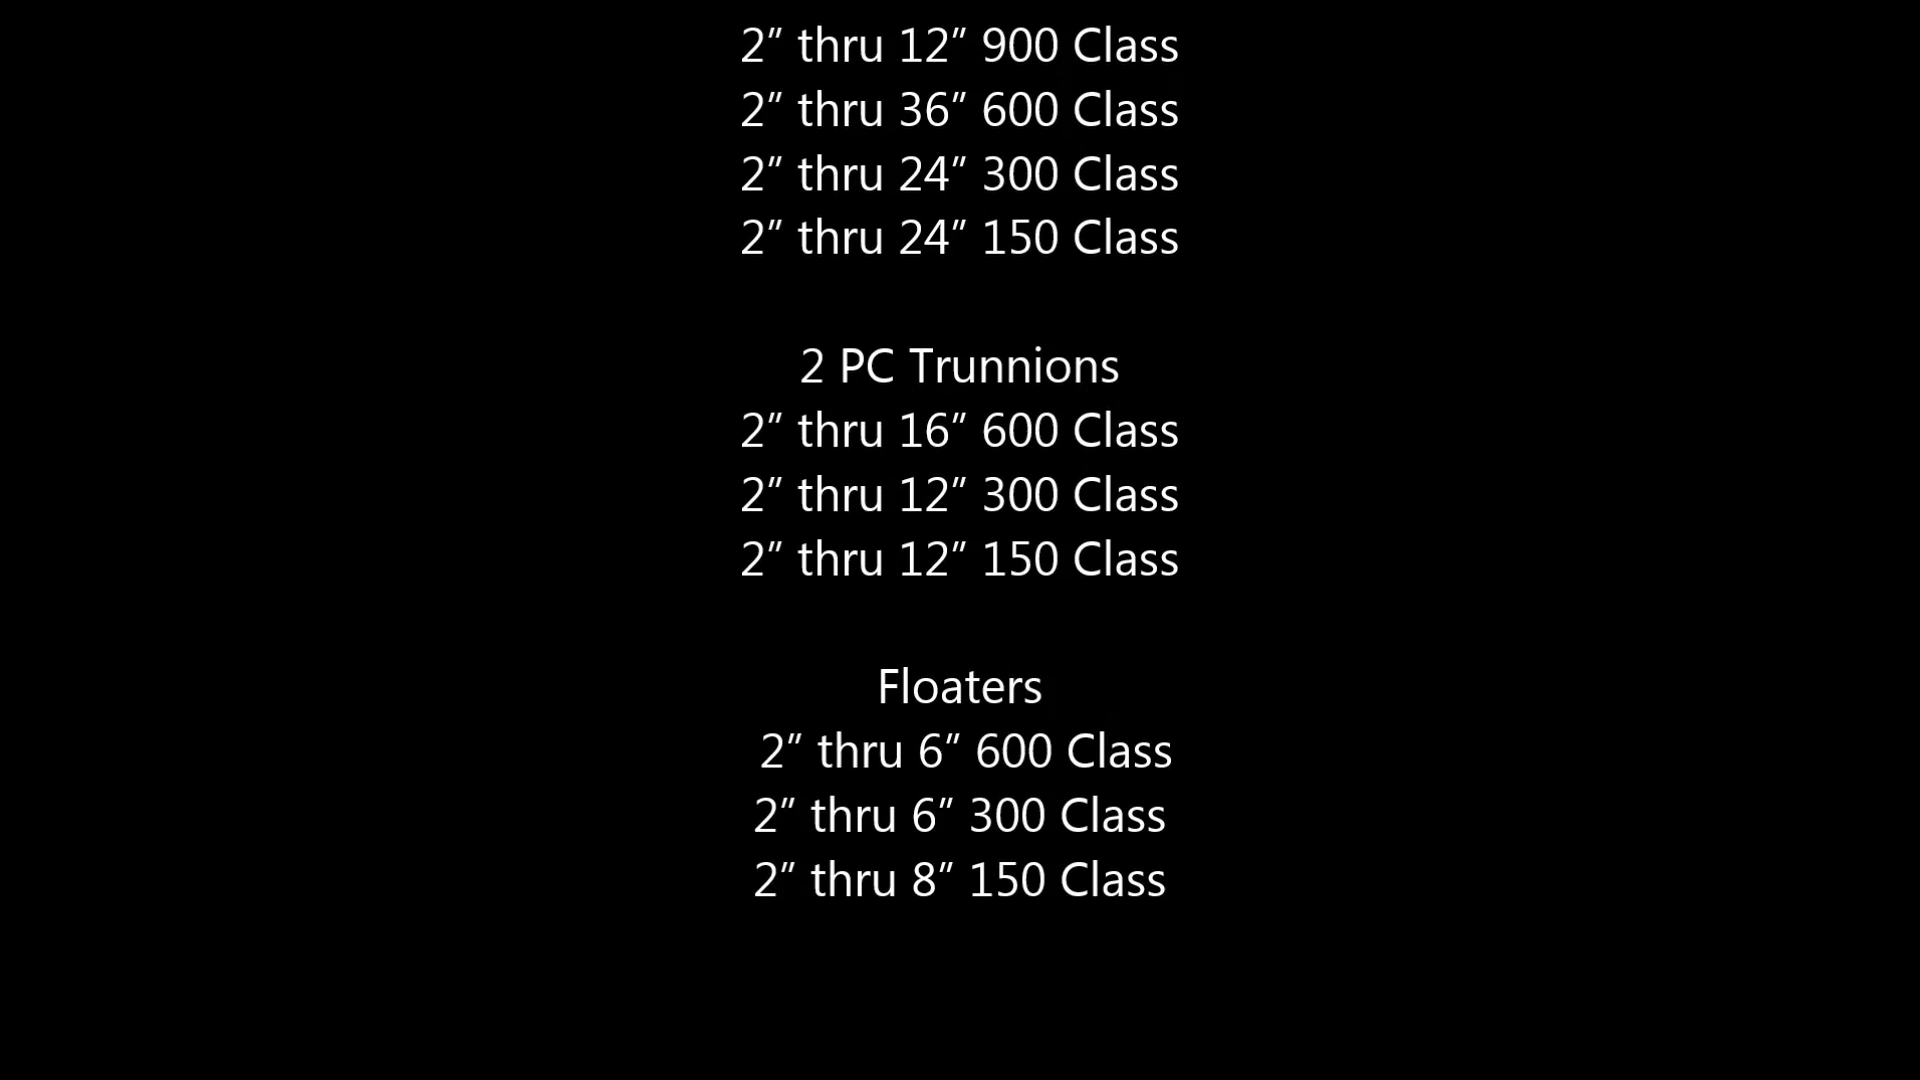 2” thru 12” 900 Class
2” thru 36” 600 Class
2” thru 24” 300 Class
2” thru 24” 150 Class
2 PC Trunnions
2” thru 16” 600 Class
2” thru 12” 300 Class
2” thru 12” 150 Class
Floaters
2” thru 6” 600 Class
2” thru 6” 300 Class
2” thru 8” 150 Class